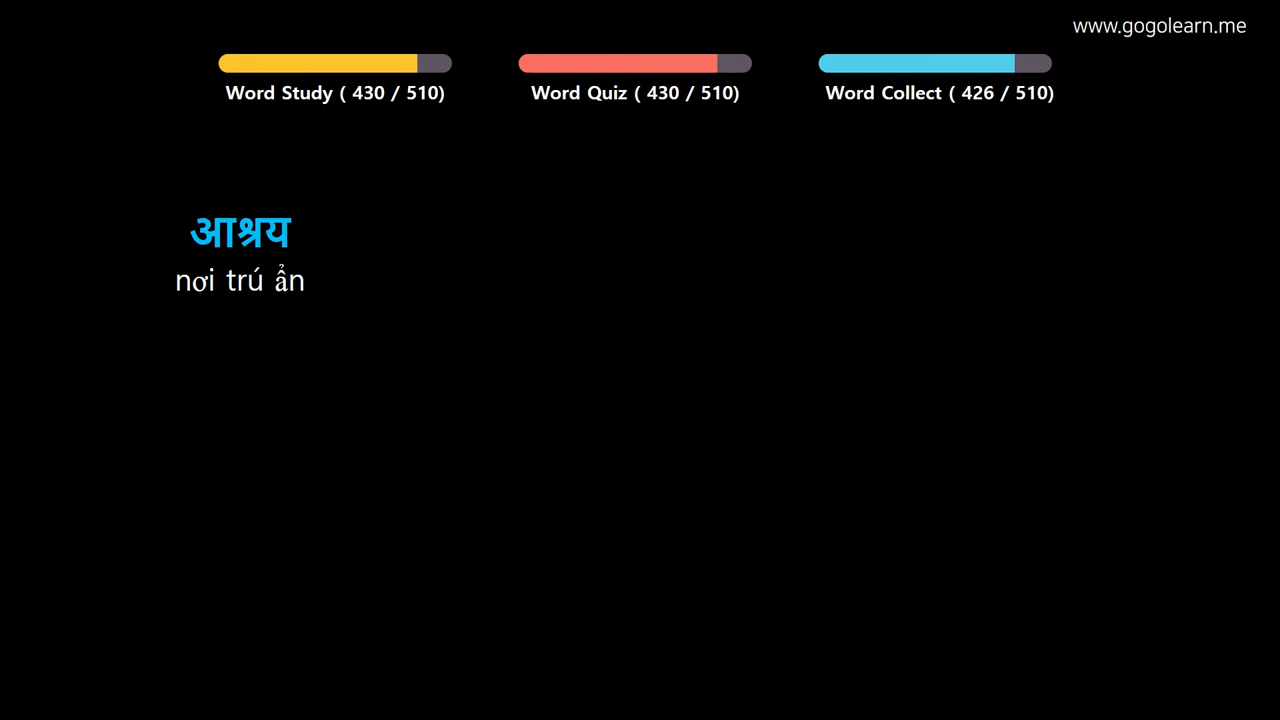 www.gogolearn.me
Word Study ( 430 / 510)
Word Quiz ( 430 / 510)
Word Collect ( 426 / 510)
आश्रय
nơi trú ẩn